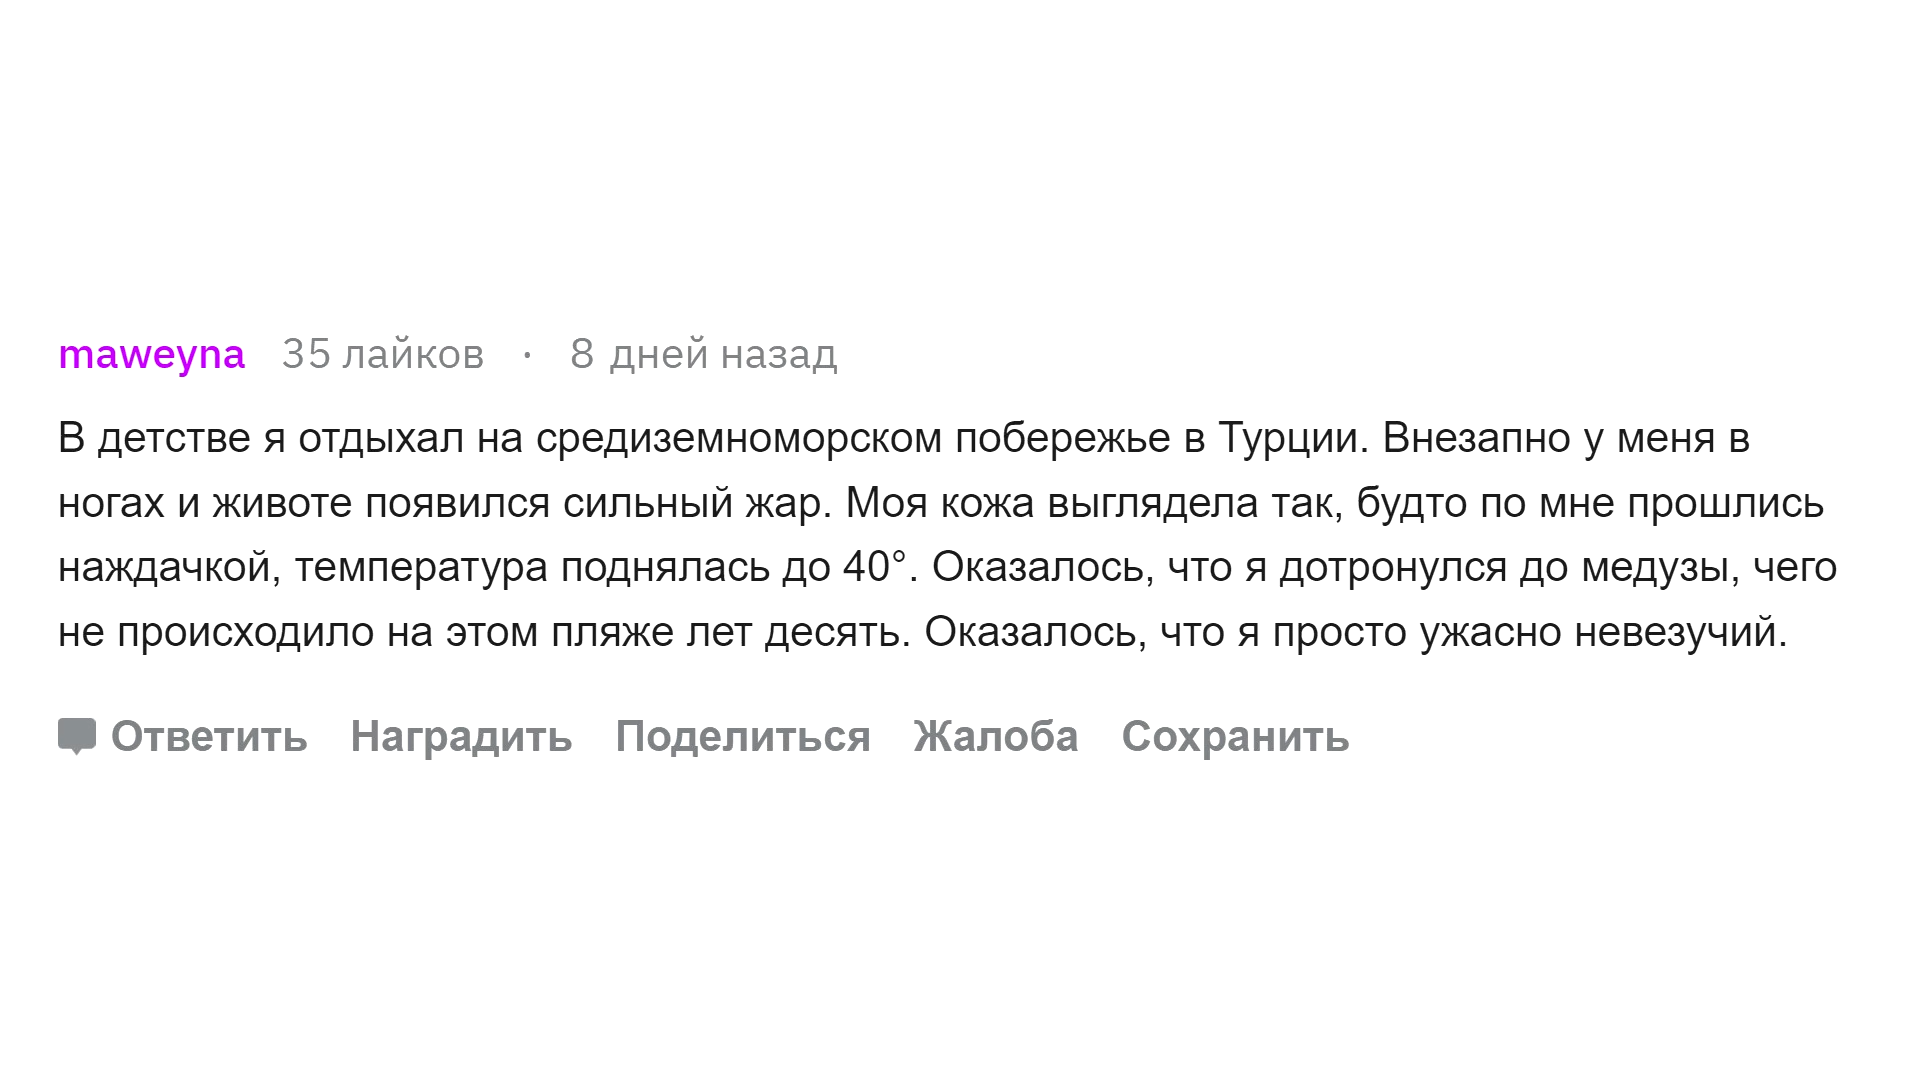 maweyna 35 лайков · 8 дней назад
В детстве я отдыхал на средиземноморском побережье в Турции. Внезапно у меня в
ногах и животе появился сильный жар. Моя кожа выглядела так, будто по мне прошлись
наждачкой, температура поднялась до 40°. Оказалось, что я дотронулся до медузы, чего
не происходило на этом пляже лет десять. Оказалось, что я просто ужасно невезучий.
Ответить Наградить Поделиться Жалоба Сохранить